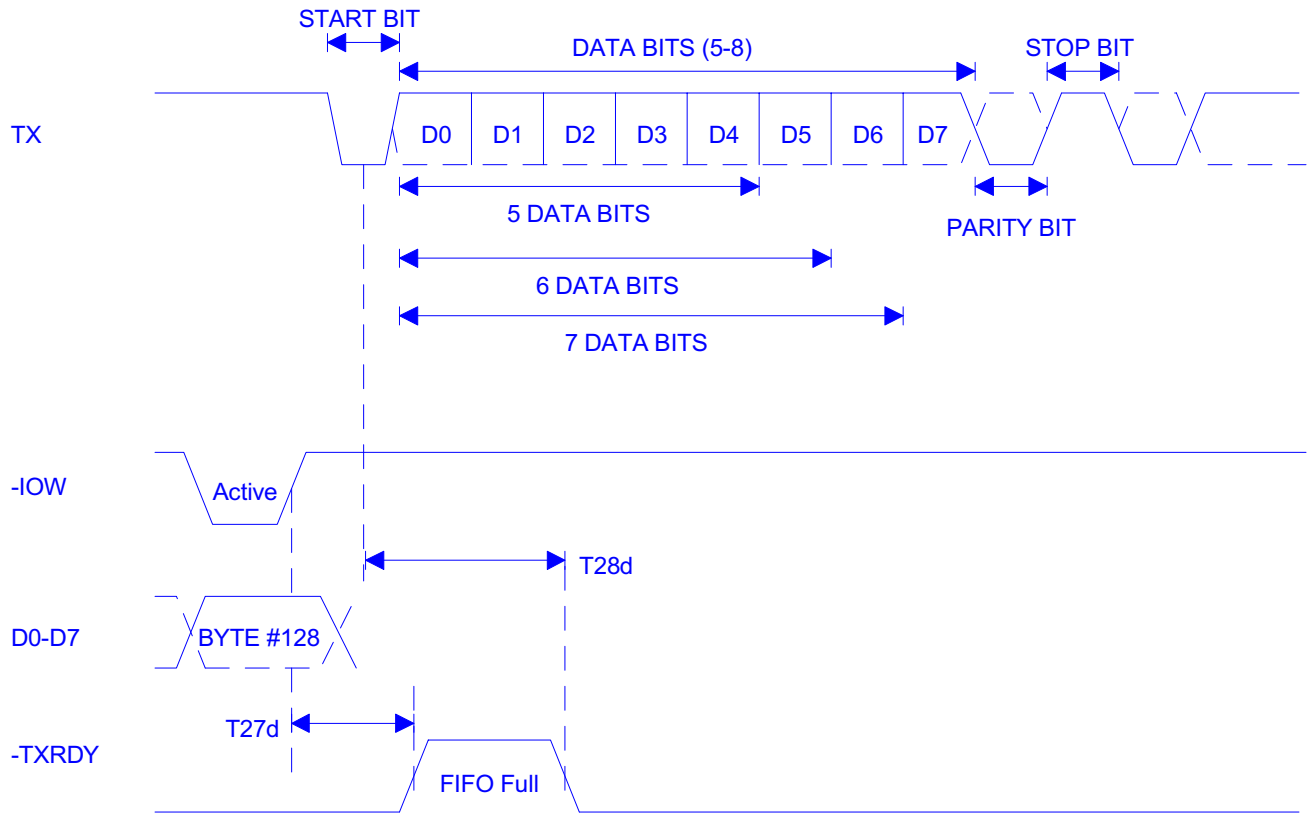 START BIT
DATA BITS (5-8)
STOP BIT
TX
D0 D1 D2 D3 D4 D5 D6 D7
5 DATA BITS
PARITY BIT
6 DATA BITS
7 DATA BITS
-IOW
Active
T28d
D0-D7
BYTE #128
T27d
-TXRDY
FIFO Full